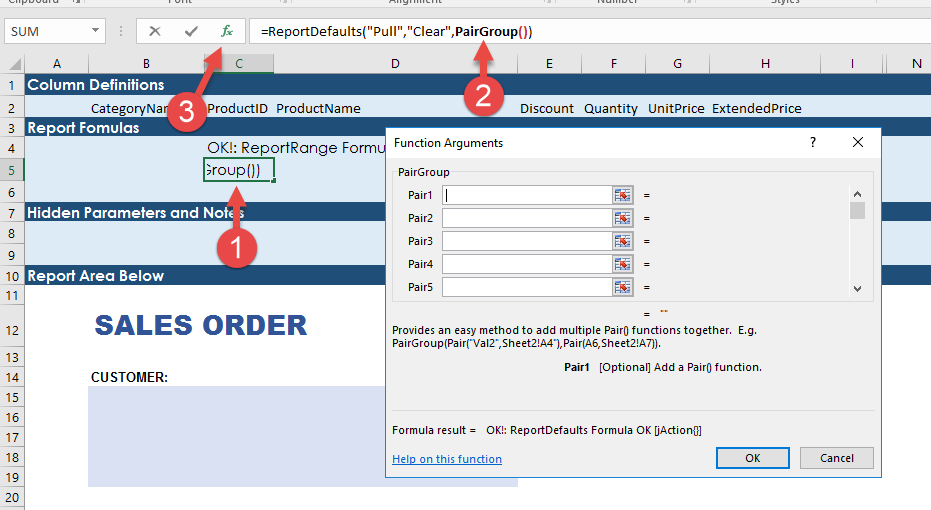 Clipboard Font Alignment Number Styles
SUM fx =ReportDefaults("Pull","Clear",PairGroup())
A B C D E F G H I N
1 Column Definitions
2 CategoryNa ProductID ProductName Discount Quantity UnitPrice ExtendedPrice
3 Report Fomulas
4 OK!: ReportRange Formu
5 Group())
6
7 Hidden Parameters and Notes
8
9
10 Report Area Below
11
12 SALES ORDER
13
14 CUSTOMER:
15
16
17
18
19
20
1
2
3
Function Arguments ?
PairGroup
Pair1 =
Pair2 =
Pair3 =
Pair4 =
Pair5 =
= ""
Provides an easy method to add multiple Pair() functions together. E.g.
PairGroup(Pair("Val2",Sheet2!A4"),Pair(A6,Sheet2!A7)).
Pair1 [Optional] Add a Pair() function.
Formula result = OK!: ReportDefaults Formula OK [jAction{}]
Help on this function
OK Cancel